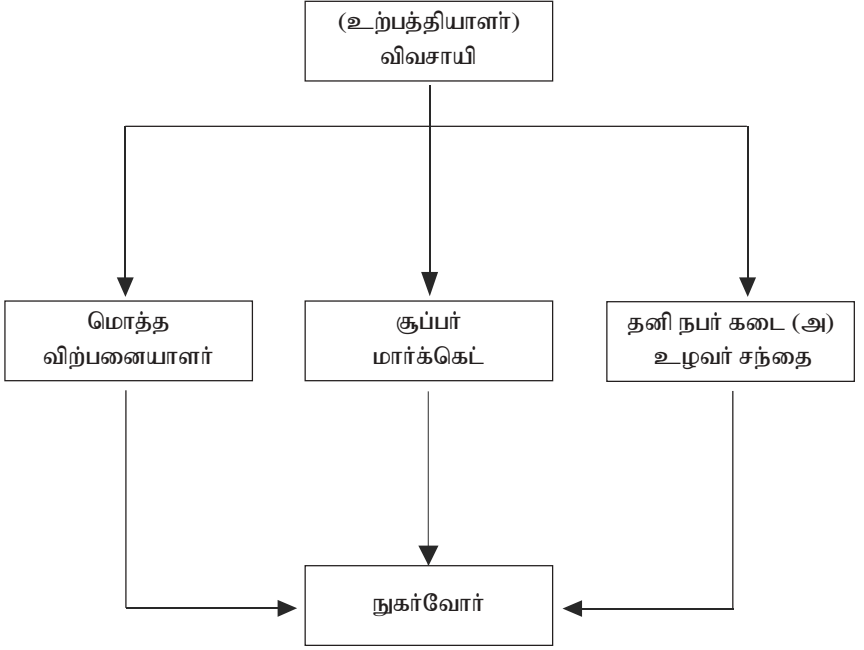 (உற்பத்தியாளர்)
விவசாயி
மொத்த
விற்பனையாளர்
சூப்பர்
மார்க்கெட்
தனி நபர் கடை (அ)
உழவர் சந்தை
நுகர்வோர்